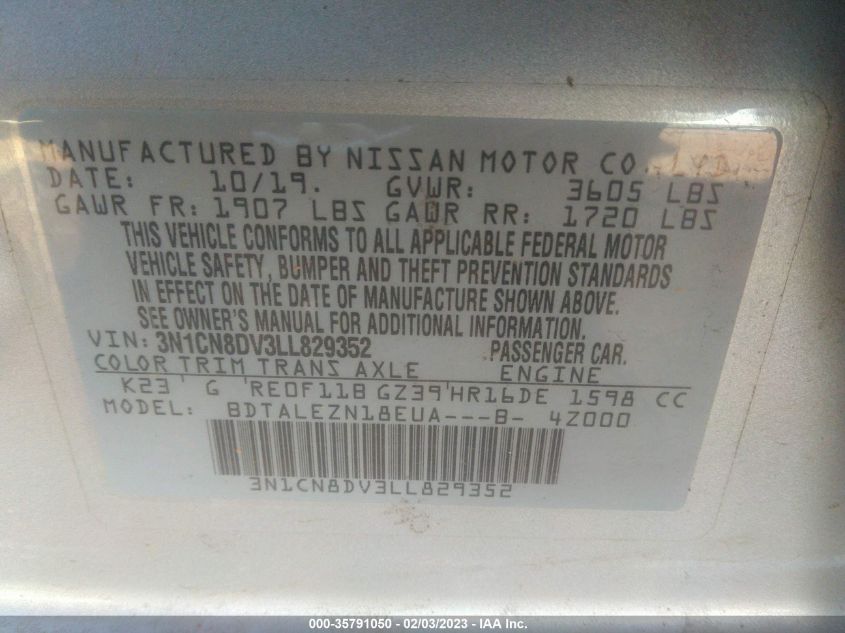 MANUFACTURED BY NISSAN MOTOR CO.,LTD.
DATE: 10/19. GVWR: 3605 LBS
GAWR FR: 1907 LBS GAWR RR: 1720 LBS
THIS VEHICLE CONFORMS TO ALL APPLICABLE FEDERAL MOTOR
VEHICLE SAFETY, BUMPER AND THEFT PREVENTION STANDARDS
IN EFFECT ON THE DATE OF MANUFACTURE SHOWN ABOVE.
SEE OWNER'S MANUAL FOR ADDITIONAL INFORMATION.
VIN: 3N1CN8DV3LL829352 PASSENGER CAR.
COLOR TRIM TRANS AXLE ENGINE
K23 G RE0F11B GZ39 HR16DE 1598 CC
MODEL: BDTALEZN18EUA---B- 4Z000
3N1CN8DV3LL829352
000-35791050 - 02/03/2023 - IAA Inc.